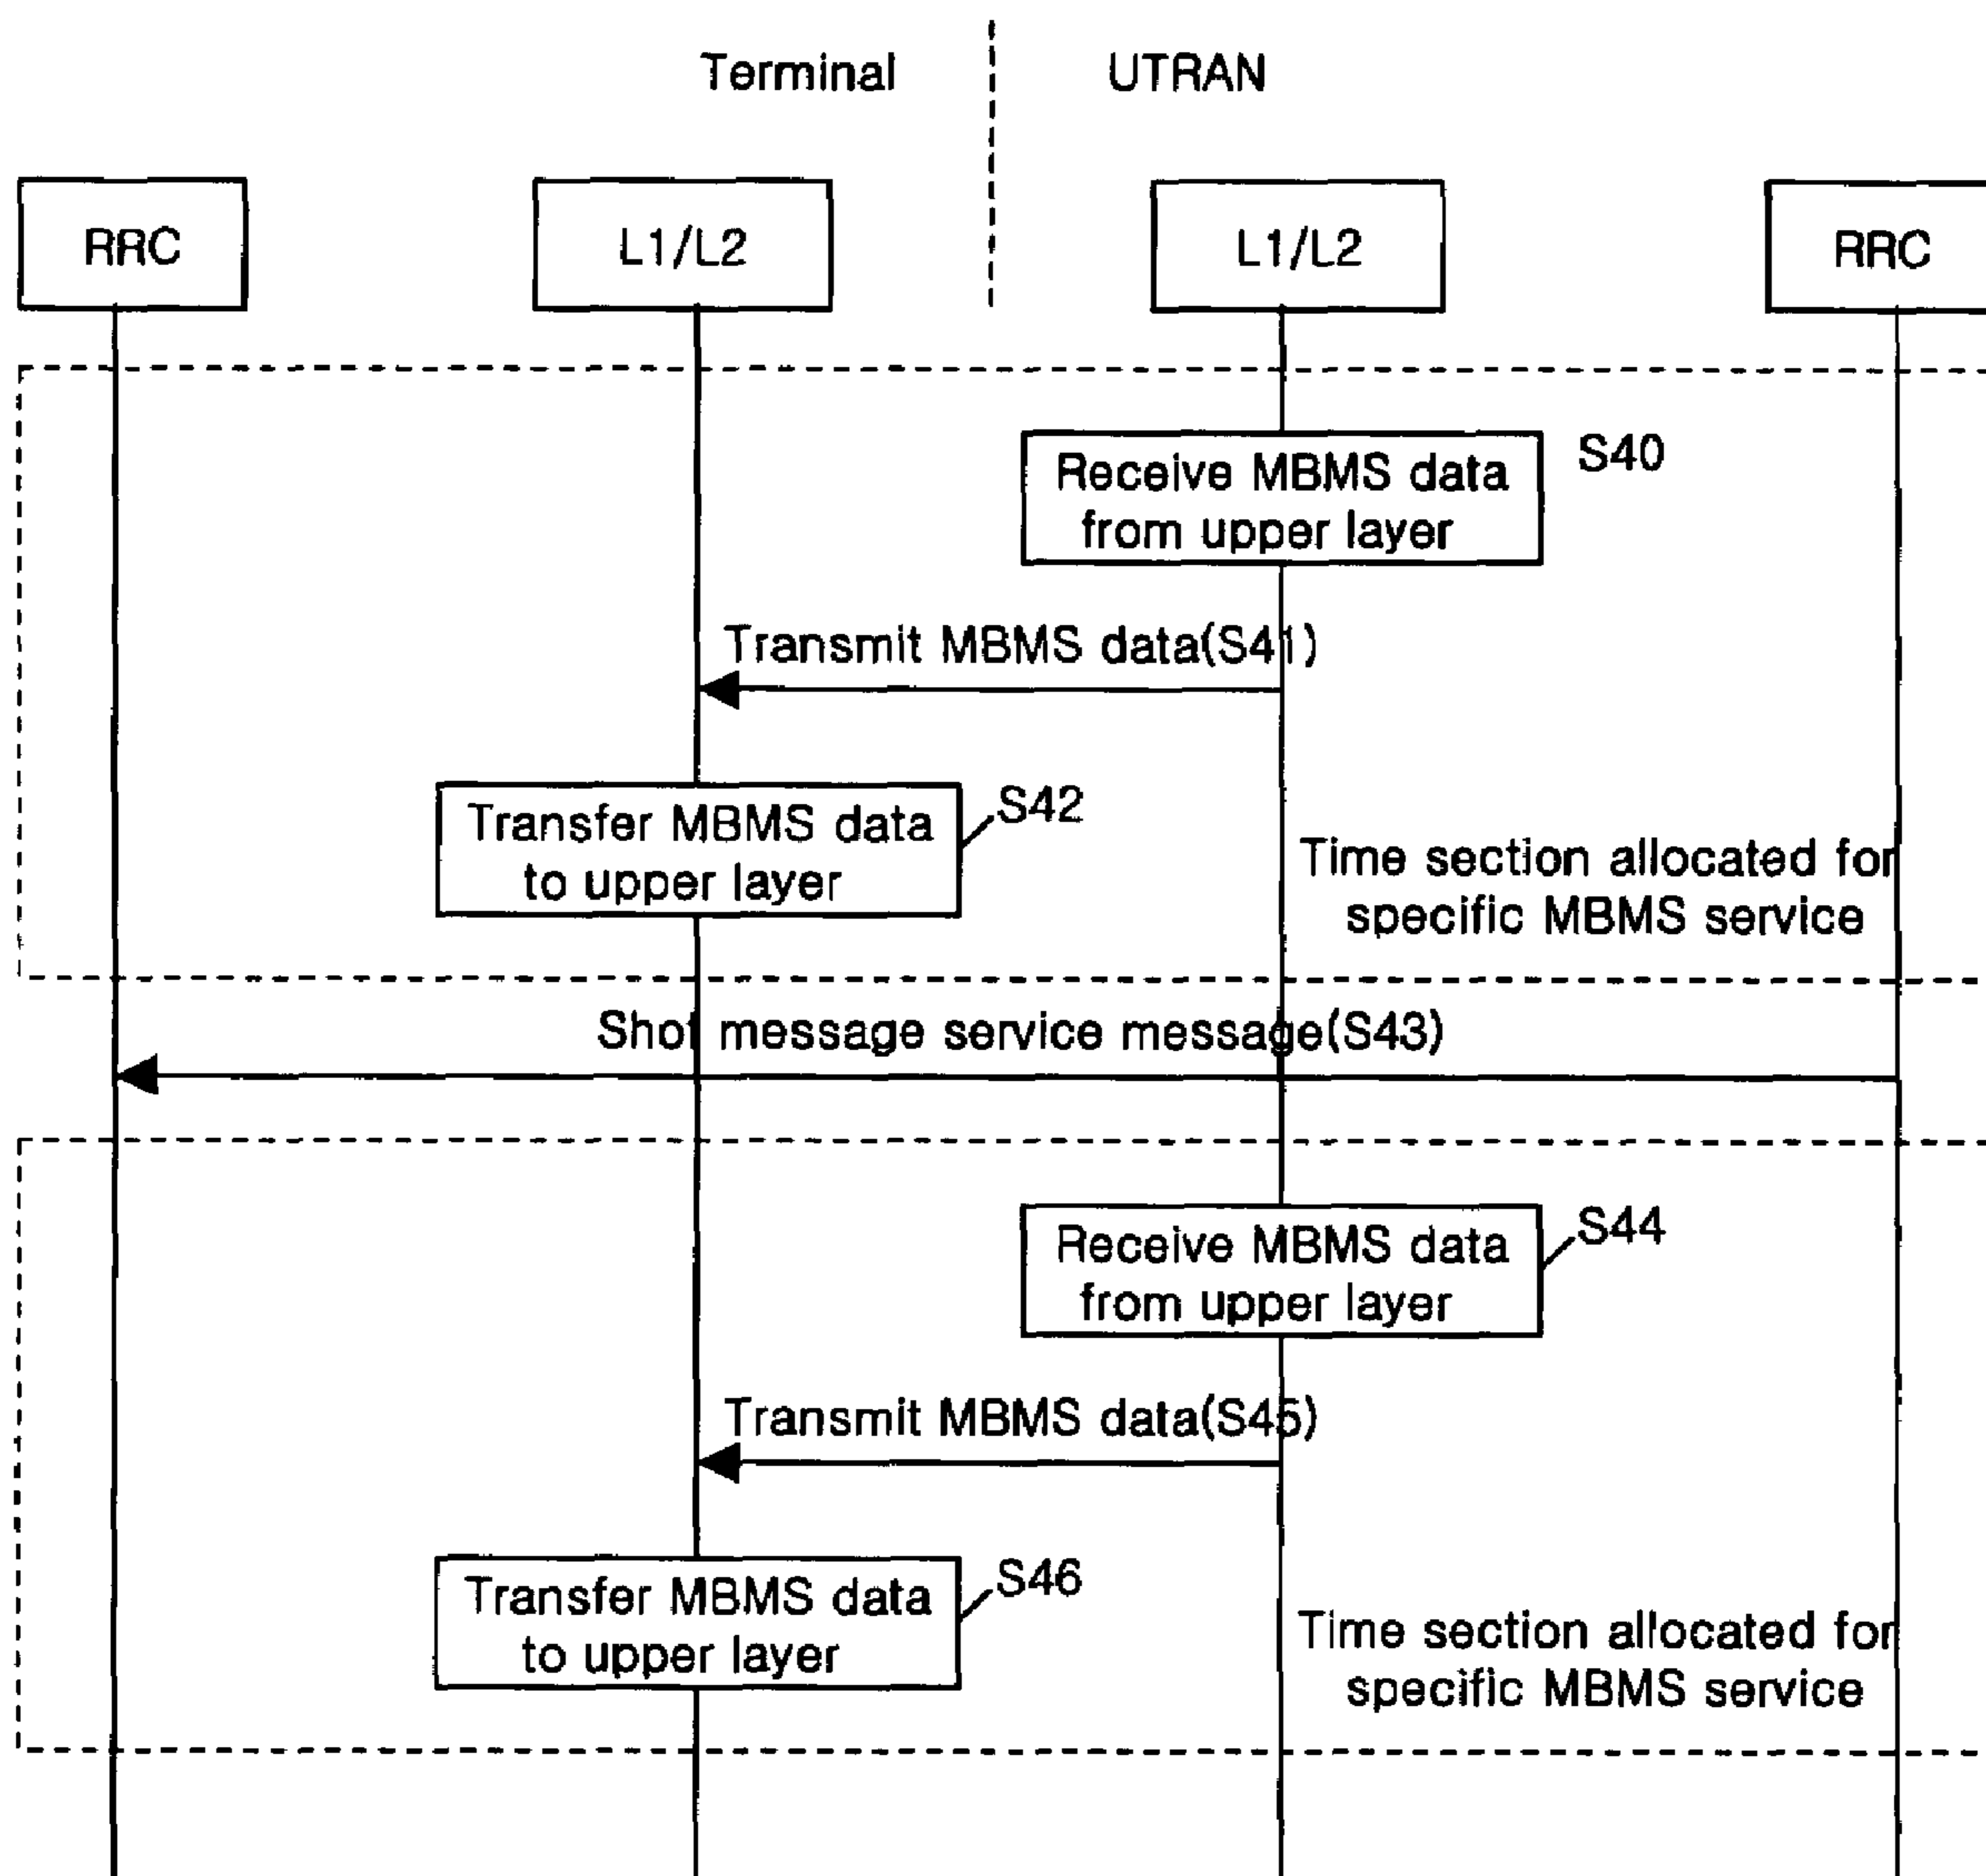 Terminal
UTRAN
RRC
L1/L2
L1/L2
RRC
Receive MBMS data
from upper layer
S40
Transmit MBMS data(S41)
Transfer MBMS data
to upper layer
S42
Time section allocated for
specific MBMS service
Shot message service message(S43)
Receive MBMS data
from upper layer
S44
Transmit MBMS data(S45)
Transfer MBMS data
to upper layer
S46
Time section allocated for
specific MBMS service